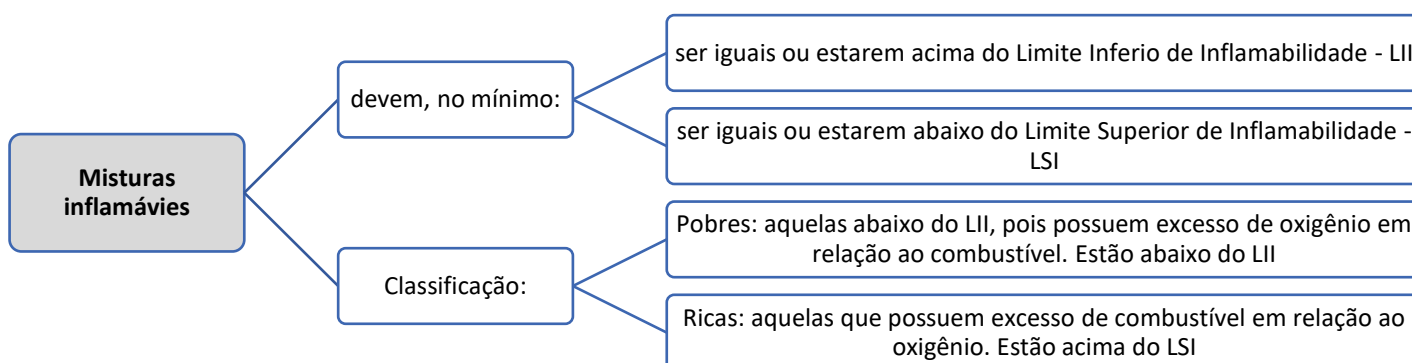 Misturas
inflamávies
devem, no mínimo:
ser iguais ou estarem acima do Limite Inferio de Inflamabilidade - LII
ser iguais ou estarem abaixo do Limite Superior de Inflamabilidade -
LSI
Classificação:
Pobres: aquelas abaixo do LII, pois possuem excesso de oxigênio em
relação ao combustível. Estão abaixo do LII
Ricas: aquelas que possuem excesso de combustível em relação ao
oxigênio. Estão acima do LSI